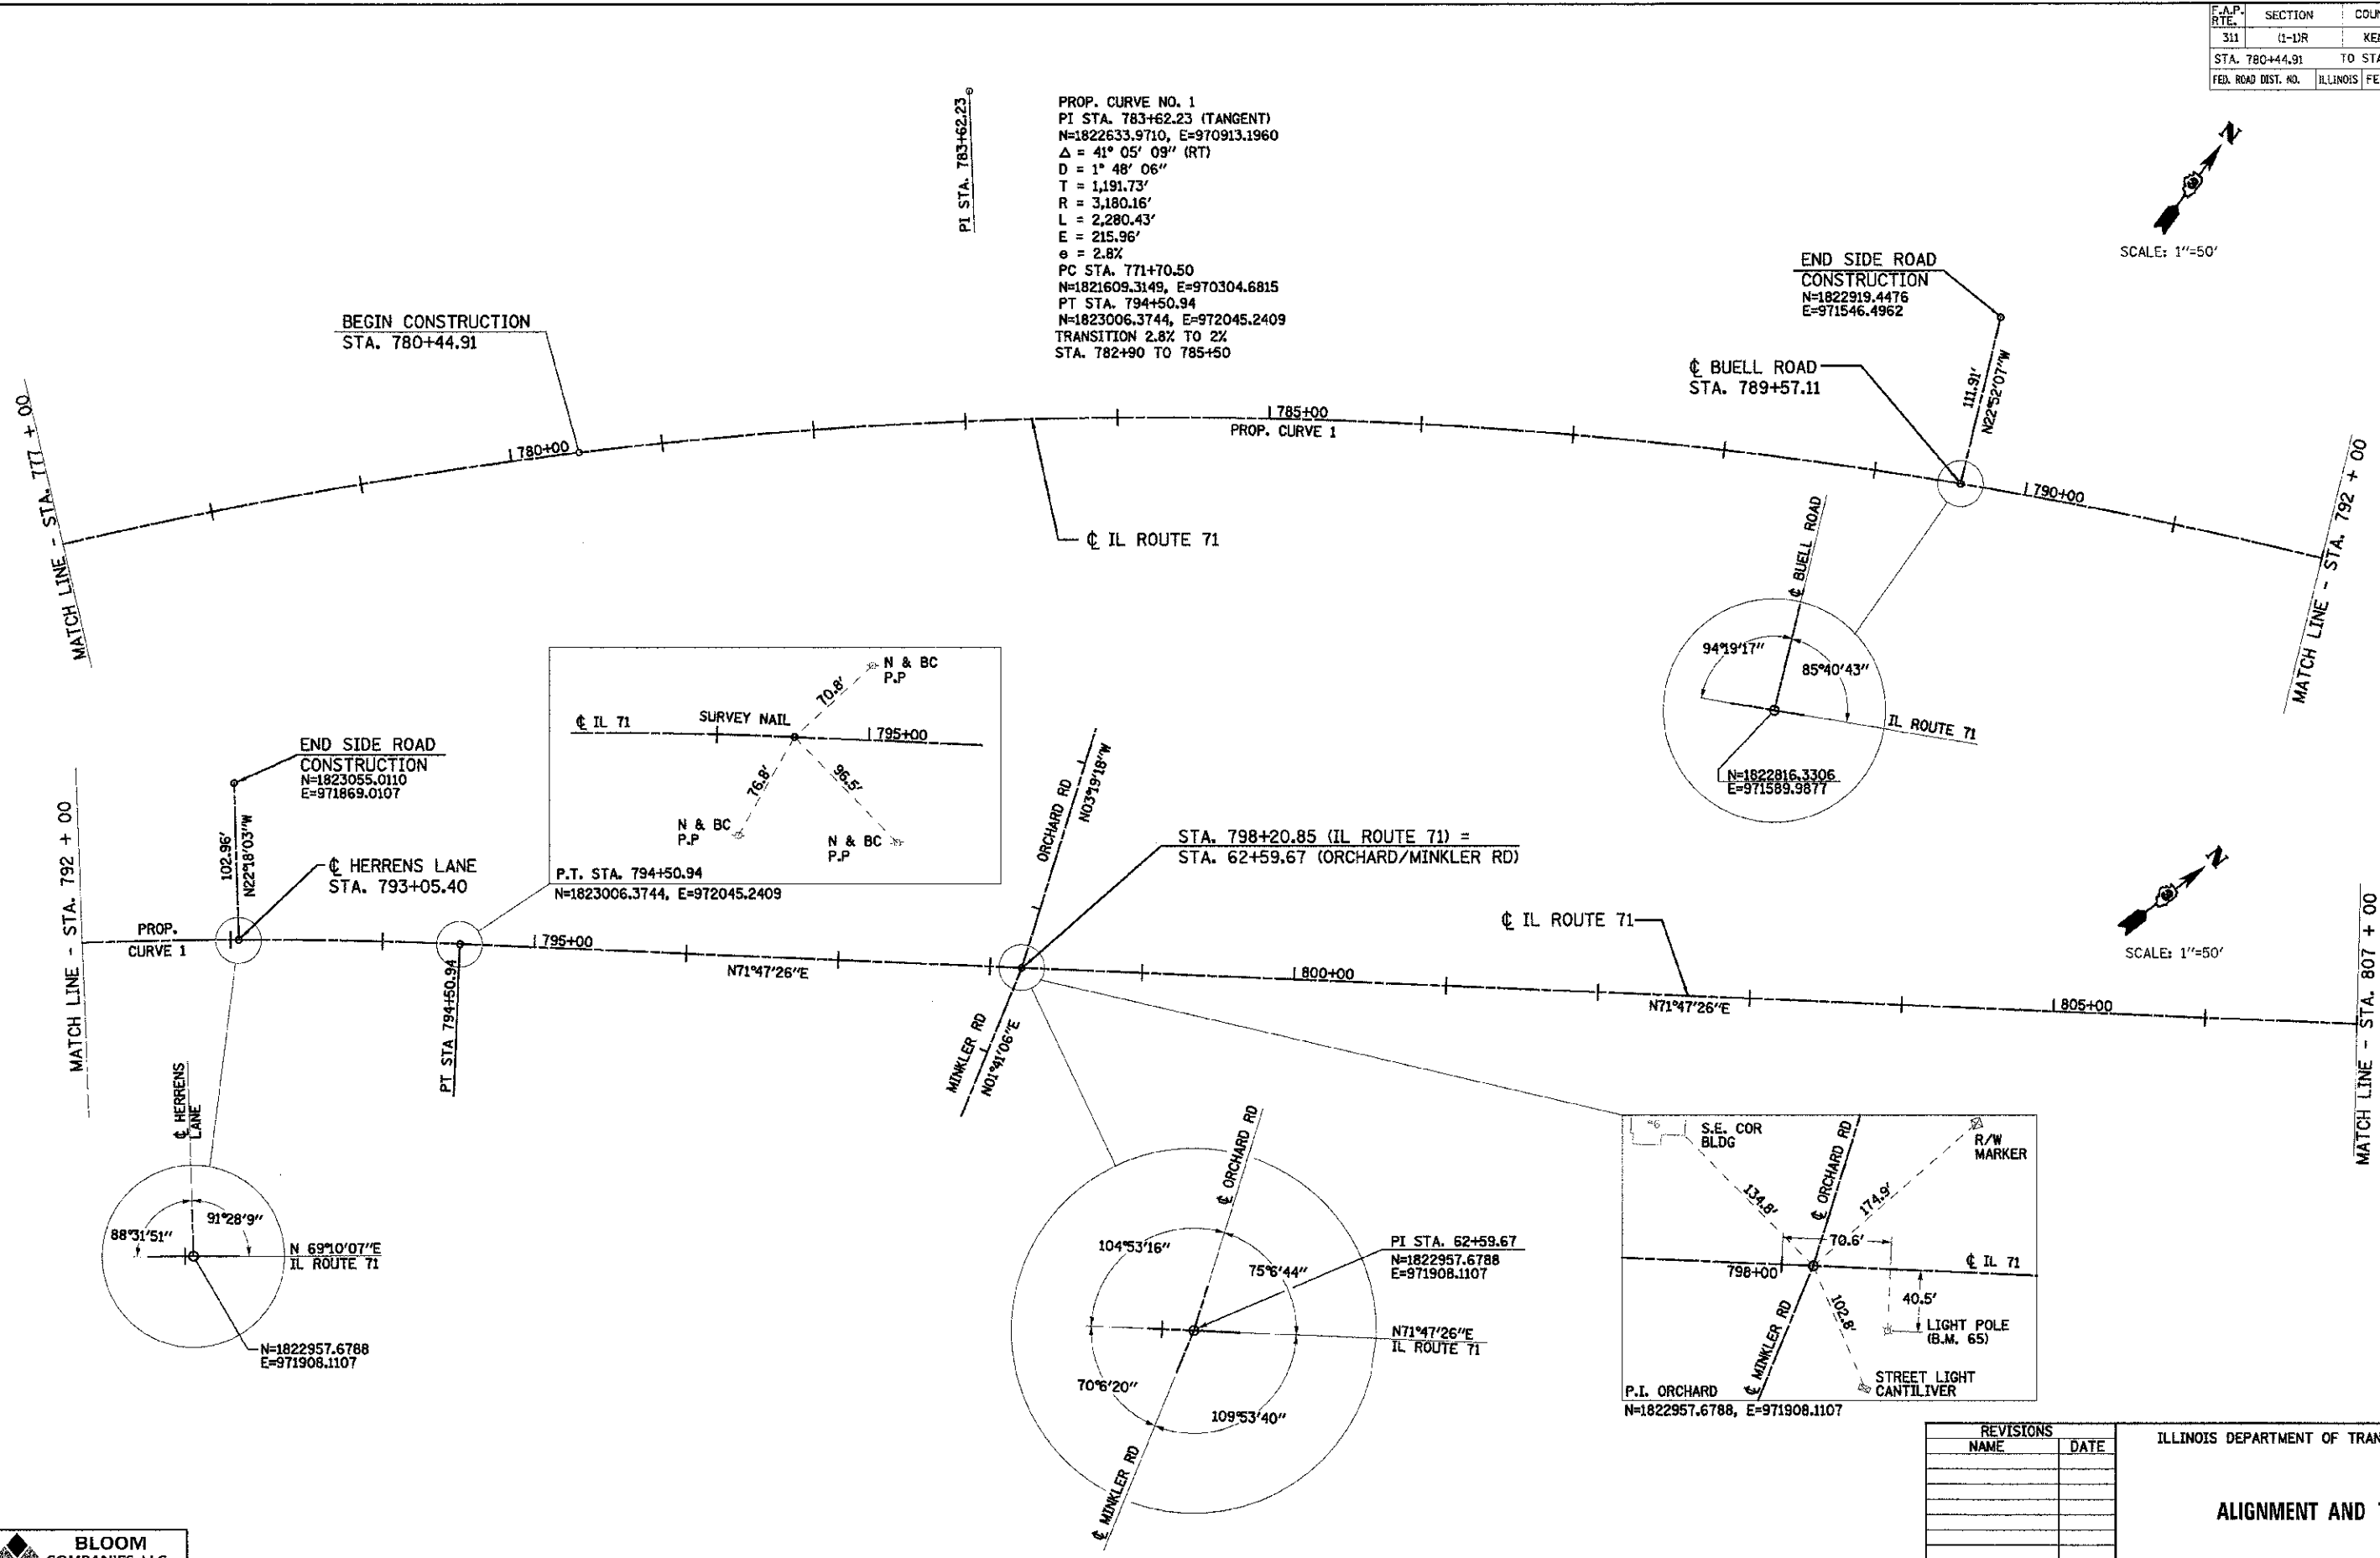 F.A.P. RTE.
SECTION
COUN
311
(1-1)R
KEN
STA. 780+44.91 TO STA
FED. ROAD DIST. NO.
ILLINOIS
FE
PI STA. 783+62.23
PROP. CURVE NO. 1
PI STA. 783+62.23 (TANGENT)
N=1822633.9710, E=970913.1960
Δ = 41° 05' 09" (RT)
D = 1° 48' 06"
T = 1,191.73'
R = 3,180.16'
L = 2,280.43'
E = 215.96'
e = 2.8%
PC STA. 771+70.50
N=1821609.3149, E=970304.6815
PT STA. 794+50.94
N=1823006.3744, E=972045.2409
TRANSITION 2.8% TO 2%
STA. 782+90 TO 785+50
N
SCALE: 1"=50'
BEGIN CONSTRUCTION
STA. 780+44.91
END SIDE ROAD
CONSTRUCTION
N=1822919.4476
E=971546.4962
℄ BUELL ROAD
STA. 789+57.11
111.91'
N22°52'07"W
MATCH LINE - STA. 777 + 00
780+00
785+00
PROP. CURVE 1
790+00
℄ IL ROUTE 71
MATCH LINE - STA. 792 + 00
℄ BUELL ROAD
94°19'17"
85°40'43"
IL ROUTE 71
N=1822816.3306
E=971589.9877
N & BC
P.P
70.8'
℄ IL 71
SURVEY NAIL
795+00
76.8'
96.5'
N & BC
P.P
N & BC
P.P
P.T. STA. 794+50.94
N=1823006.3744, E=972045.2409
END SIDE ROAD
CONSTRUCTION
N=1823055.0110
E=971869.0107
102.96'
N22°18'03"W
℄ HERRENS LANE
STA. 793+05.40
MATCH LINE - STA. 792 + 00
PROP.
CURVE 1
795+00
N71°47'26"E
PT STA 794+50.94
ORCHARD RD
N03°19'18"W
STA. 798+20.85 (IL ROUTE 71) =
STA. 62+59.67 (ORCHARD/MINKLER RD)
MINKLER RD
N01°41'06"E
800+00
℄ IL ROUTE 71
N71°47'26"E
805+00
N
SCALE: 1"=50'
MATCH LINE - STA. 807 + 00
℄ HERRENS
LANE
88°31'51"
91°28'9"
N 69°10'07"E
IL ROUTE 71
N=1822957.6788
E=971908.1107
℄ ORCHARD RD
104°53'16"
75°6'44"
PI STA. 62+59.67
N=1822957.6788
E=971908.1107
N71°47'26"E
IL ROUTE 71
70°6'20"
109°53'40"
℄ MINKLER RD
S.E. COR
BLDG
R/W
MARKER
134.8'
℄ ORCHARD RD
174.9'
70.6'
798+00
℄ IL 71
40.5'
102.8'
LIGHT POLE
(B.M. 65)
℄ MINKLER RD
STREET LIGHT
CANTILIVER
P.I. ORCHARD
N=1822957.6788, E=971908.1107
REVISIONS
NAME
DATE
ILLINOIS DEPARTMENT OF TRAN
ALIGNMENT AND
BLOOM
COMPANIES, LLC